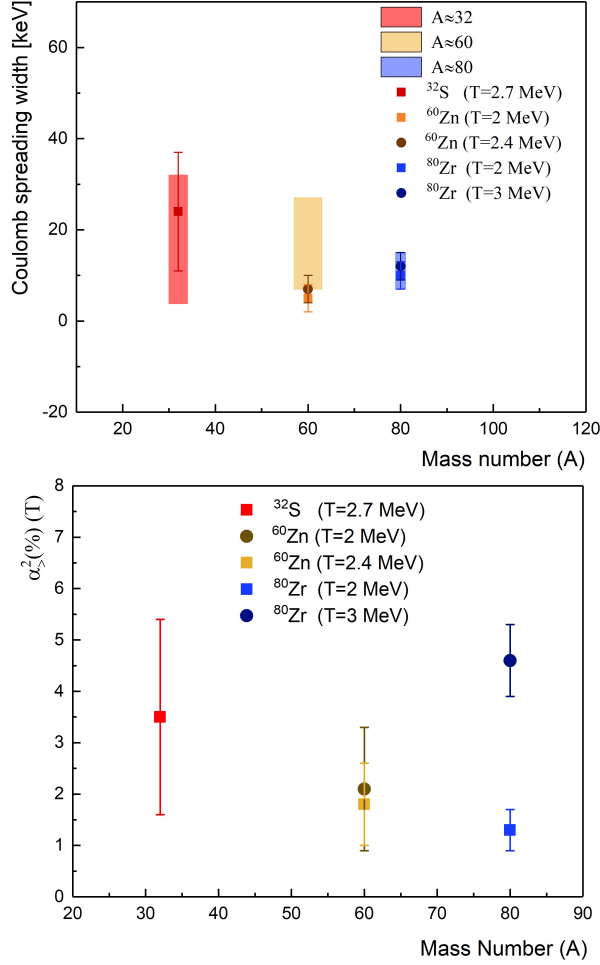 Coulomb spreading width [keV]
60
40
20
0
-20
A≈32
A≈60
A≈80
³²S (T=2.7 MeV)
⁶⁰Zn (T=2 MeV)
⁶⁰Zn (T=2.4 MeV)
⁸⁰Zr (T=2 MeV)
⁸⁰Zr (T=3 MeV)
20 40 60 80 100 120
Mass number (A)
α²>(%) (T)
8
7
6
5
4
3
2
1
0
³²S (T=2.7 MeV)
⁶⁰Zn (T=2 MeV)
⁶⁰Zn (T=2.4 MeV)
⁸⁰Zr (T=2 MeV)
⁸⁰Zr (T=3 MeV)
20 30 40 50 60 70 80 90
Mass Number (A)